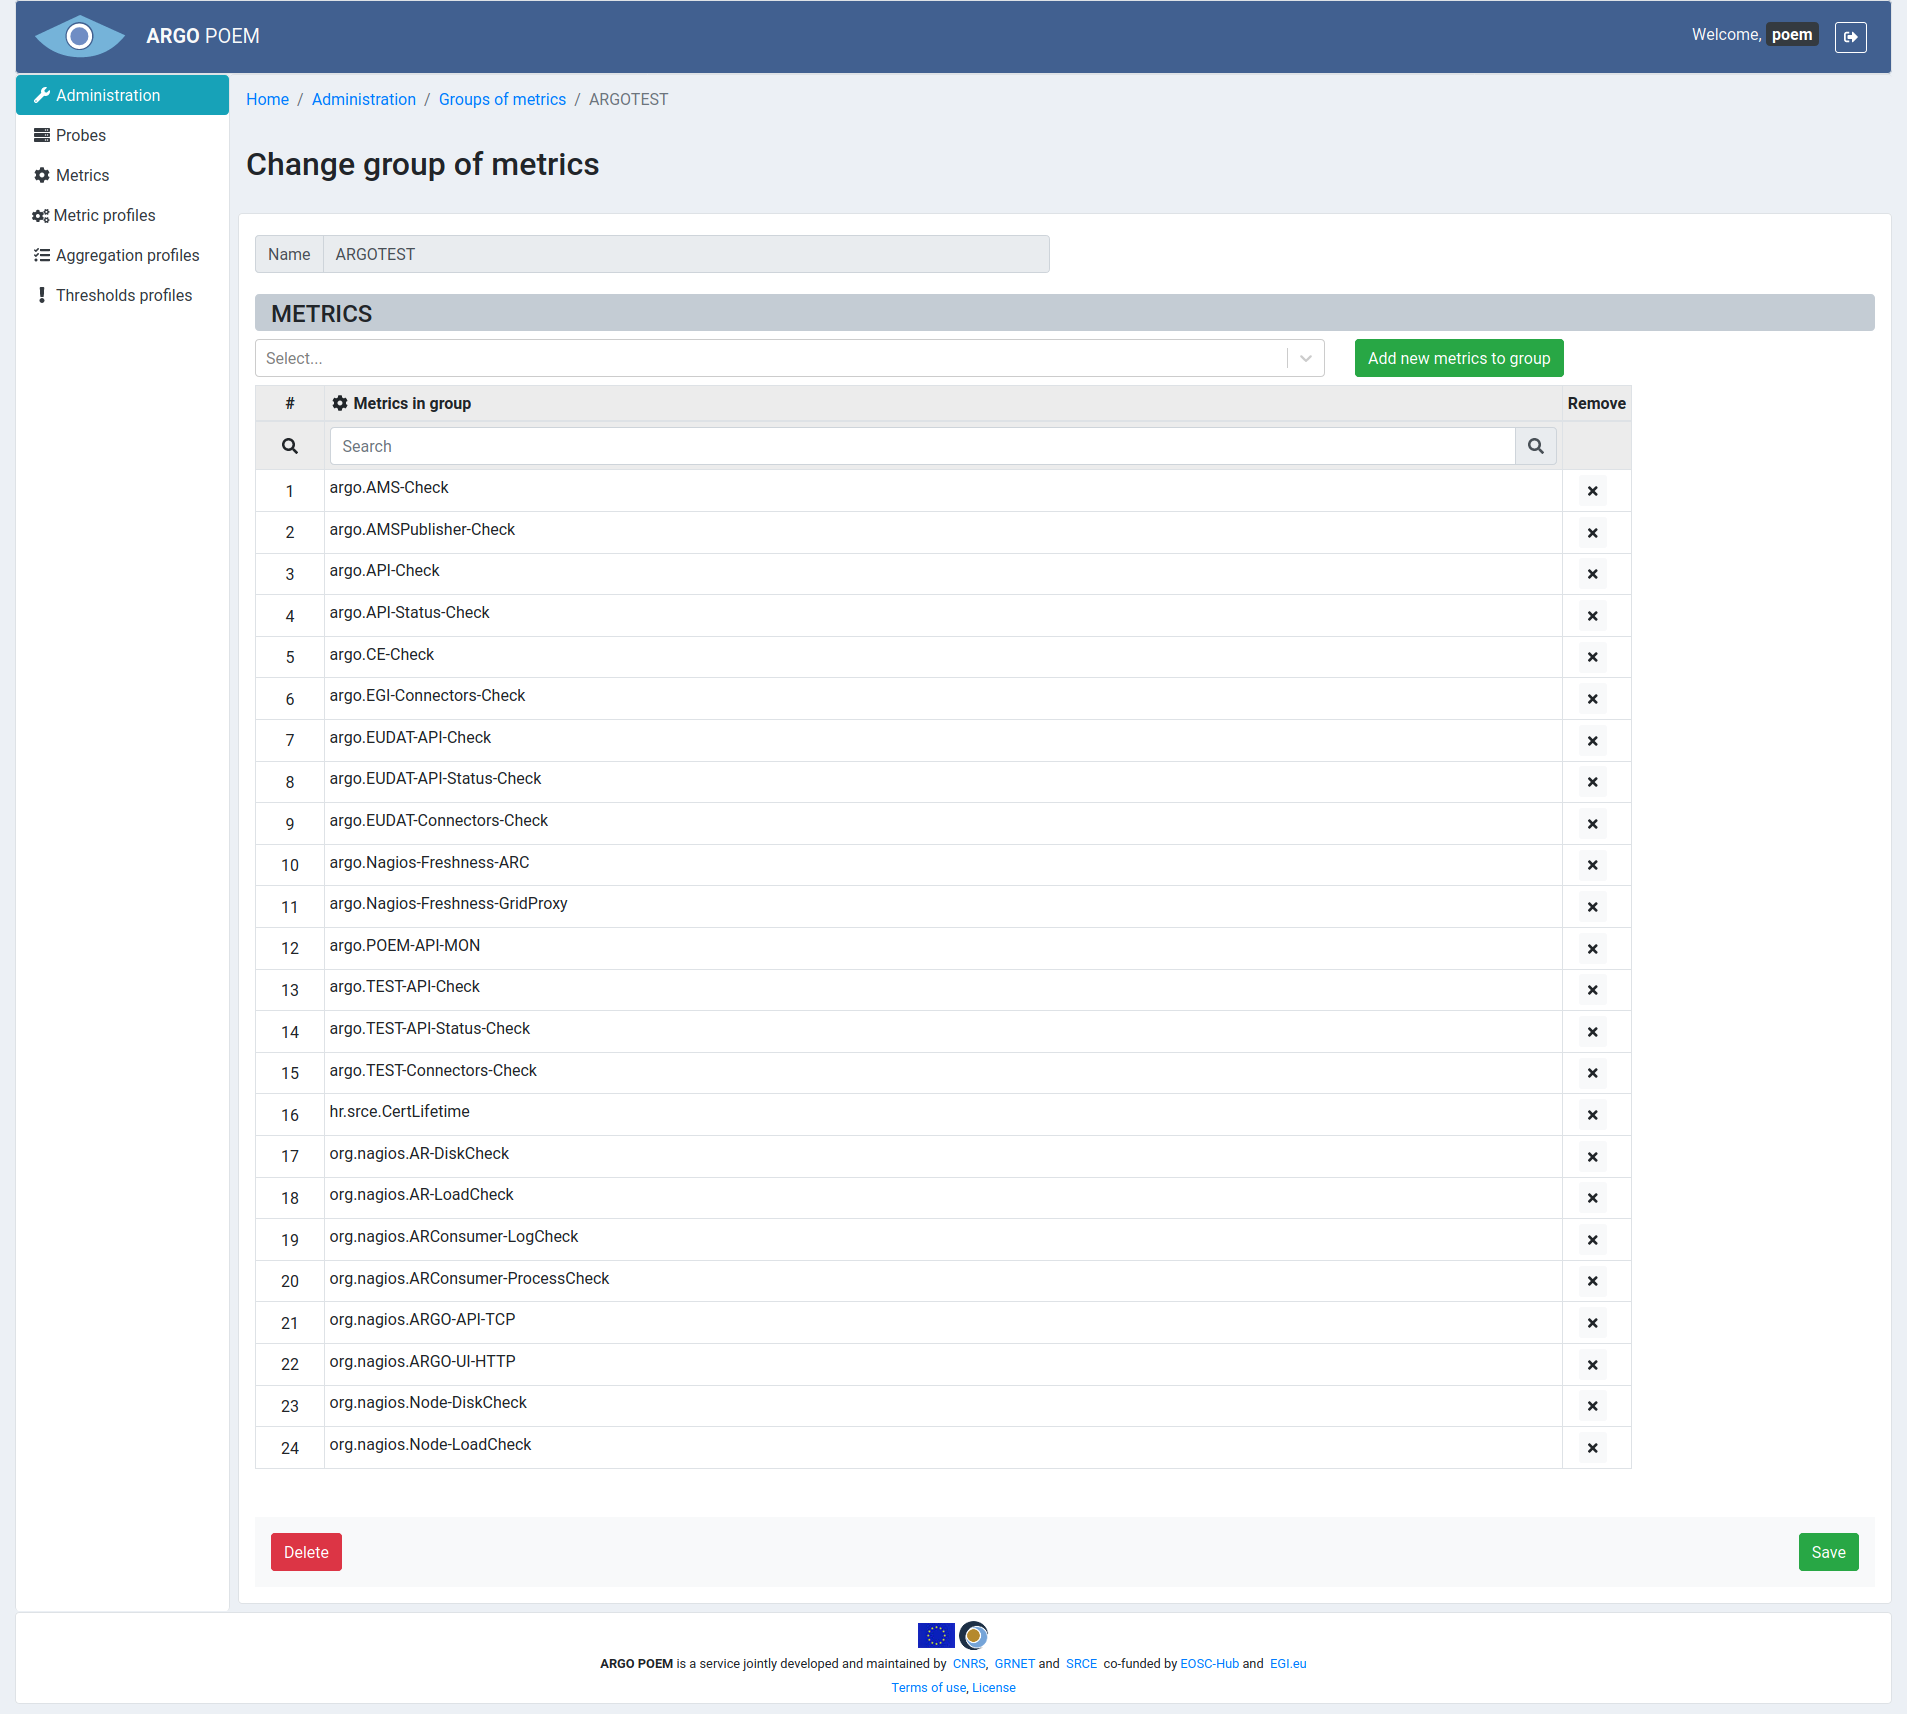 ARGO POEM
Welcome, poem
Administration
Probes
Metrics
Metric profiles
Aggregation profiles
Thresholds profiles
Home / Administration / Groups of metrics / ARGOTEST
Change group of metrics
Name ARGOTEST
METRICS
Select... Add new metrics to group
# Metrics in group Remove
Search
1 argo.AMS-Check
2 argo.AMSPublisher-Check
3 argo.API-Check
4 argo.API-Status-Check
5 argo.CE-Check
6 argo.EGI-Connectors-Check
7 argo.EUDAT-API-Check
8 argo.EUDAT-API-Status-Check
9 argo.EUDAT-Connectors-Check
10 argo.Nagios-Freshness-ARC
11 argo.Nagios-Freshness-GridProxy
12 argo.POEM-API-MON
13 argo.TEST-API-Check
14 argo.TEST-API-Status-Check
15 argo.TEST-Connectors-Check
16 hr.srce.CertLifetime
17 org.nagios.AR-DiskCheck
18 org.nagios.AR-LoadCheck
19 org.nagios.ARConsumer-LogCheck
20 org.nagios.ARConsumer-ProcessCheck
21 org.nagios.ARGO-API-TCP
22 org.nagios.ARGO-UI-HTTP
23 org.nagios.Node-DiskCheck
24 org.nagios.Node-LoadCheck
Delete Save
ARGO POEM is a service jointly developed and maintained by CNRS, GRNET and SRCE co-funded by EOSC-Hub and EGI.eu
Terms of use, License